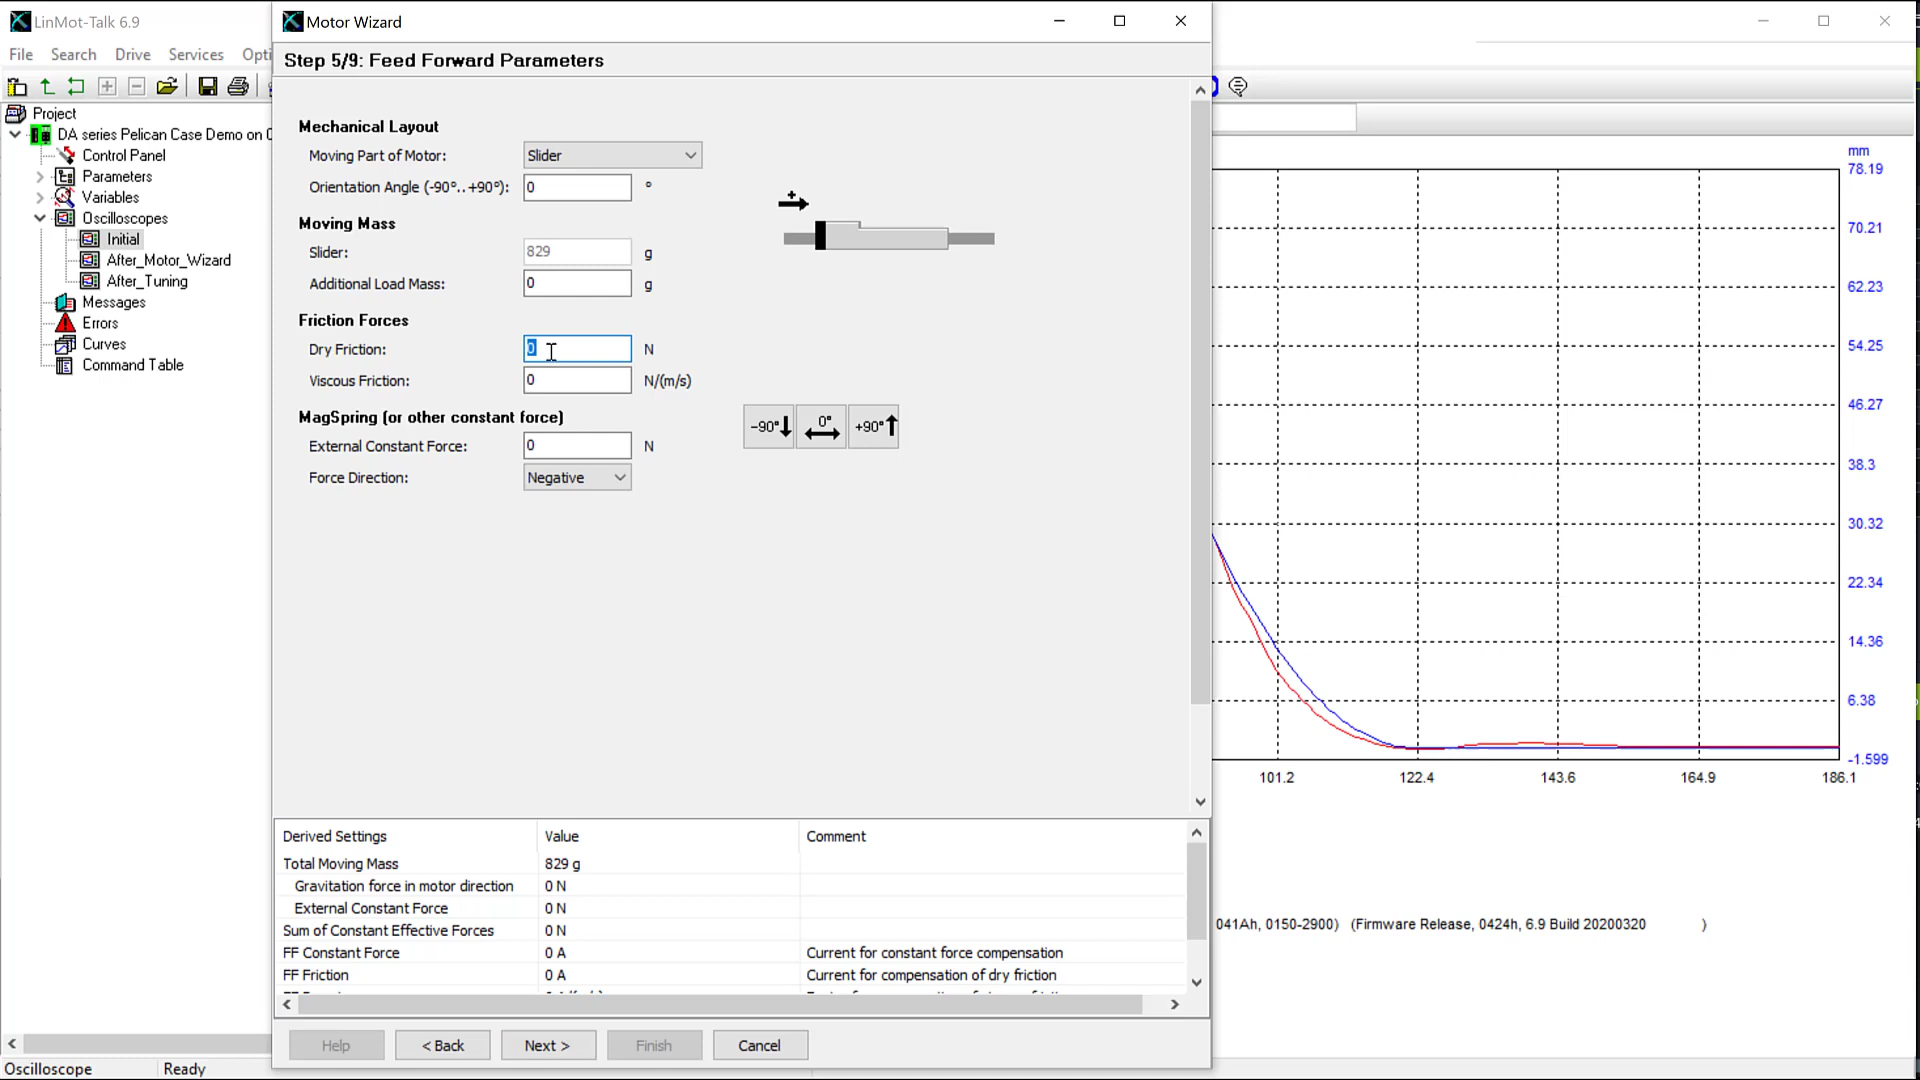 LinMot-Talk 6.9
File Search Drive Services Opti
Project
DA series Pelican Case Demo on C
Control Panel
Parameters
Variables
Oscilloscopes
Initial
After_Motor_Wizard
After_Tuning
Messages
Errors
Curves
Command Table
Oscilloscope Ready
Motor Wizard
Step 5/9: Feed Forward Parameters
Mechanical Layout
Moving Part of Motor: Slider
Orientation Angle (-90°..+90°): 0 °
Moving Mass
Slider: 829 g
Additional Load Mass: 0 g
Friction Forces
Dry Friction: 0 N
Viscous Friction: 0 N/(m/s)
MagSpring (or other constant force)
External Constant Force: 0 N
Force Direction: Negative
+
-90° 0° +90°
Derived Settings Value Comment
Total Moving Mass 829 g
Gravitation force in motor direction 0 N
External Constant Force 0 N
Sum of Constant Effective Forces 0 N
FF Constant Force 0 A Current for constant force compensation
FF Friction 0 A Current for compensation of dry friction
Help < Back Next > Finish Cancel
mm
78.19
70.21
62.23
54.25
46.27
38.3
30.32
22.34
14.36
6.38
-1.599
101.2 122.4 143.6 164.9 186.1
041Ah, 0150-2900) (Firmware Release, 0424h, 6.9 Build 20200320 )